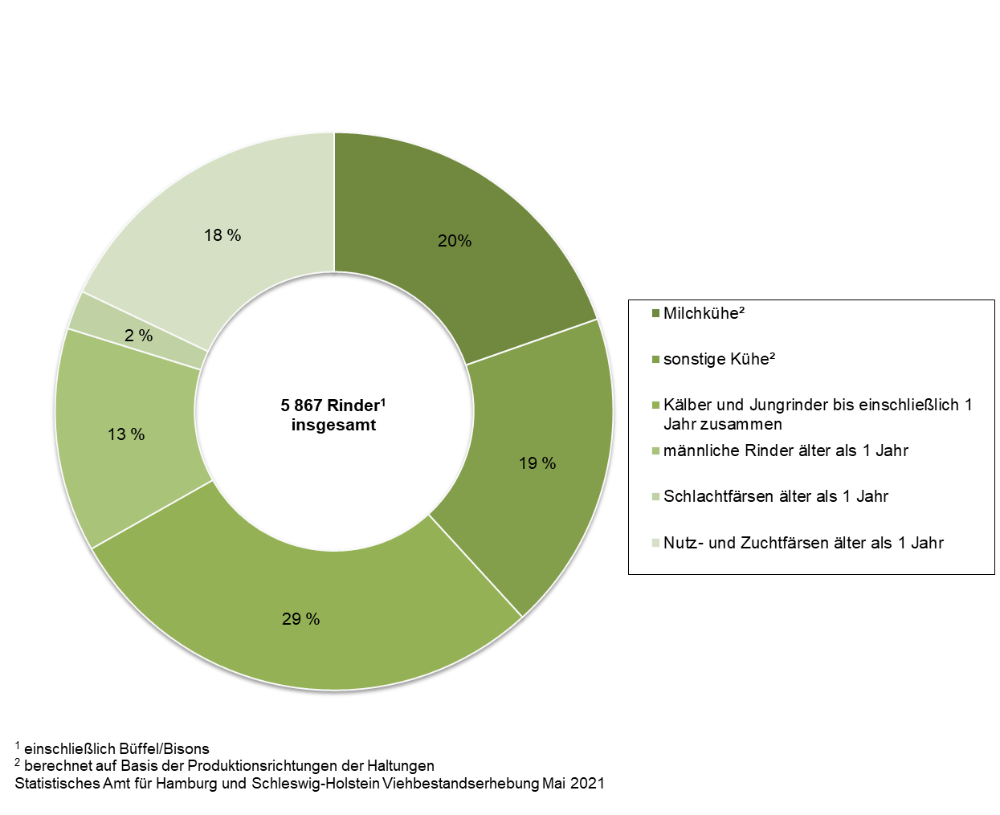 18 %
20%
2 %
13 %
19 %
29 %
5 867 Rinder¹
insgesamt
Milchkühe²
sonstige Kühe²
Kälber und Jungrinder bis einschließlich 1
Jahr zusammen
männliche Rinder älter als 1 Jahr
Schlachtfärsen älter als 1 Jahr
Nutz- und Zuchtfärsen älter als 1 Jahr
¹ einschließlich Büffel/Bisons
² berechnet auf Basis der Produktionsrichtungen der Haltungen
Statistisches Amt für Hamburg und Schleswig-Holstein Viehbestandserhebung Mai 2021